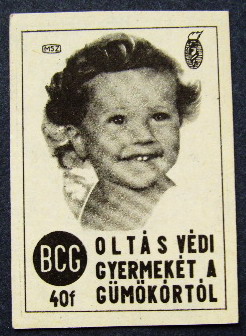 MSZ
BCG
40f
OLTÁS VÉDI
GYERMEKÉT A
GÜMŐKÓRTÓL